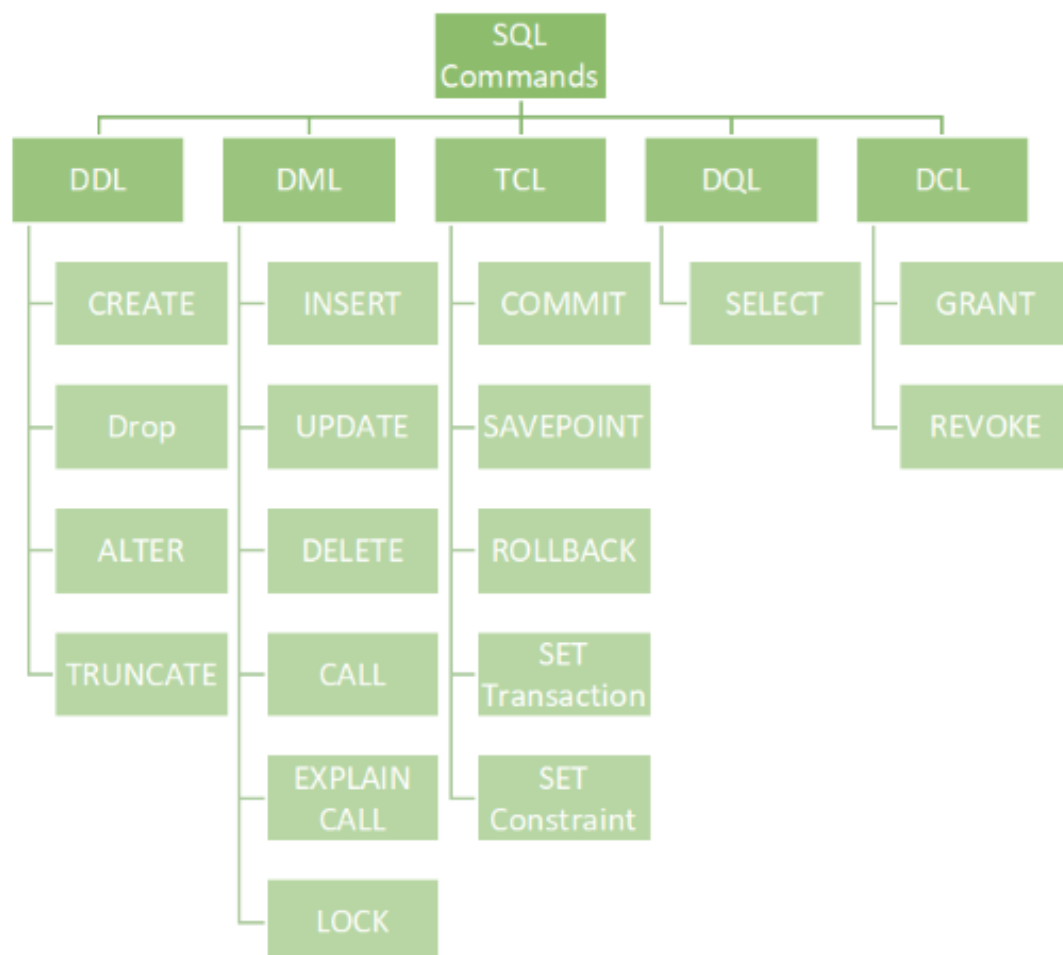 SQL
Commands
DDL
DML
TCL
DQL
DCL
CREATE
INSERT
COMMIT
SELECT
GRANT
Drop
UPDATE
SAVEPOINT
REVOKE
ALTER
DELETE
ROLLBACK
TRUNCATE
CALL
SET
Transaction
EXPLAIN
CALL
SET
Constraint
LOCK